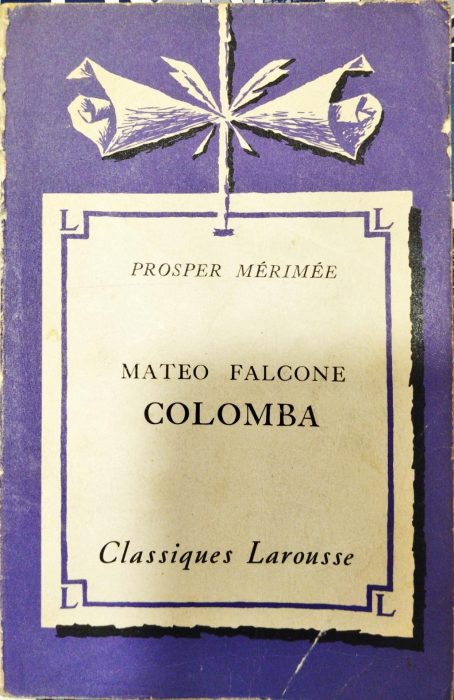 L L
PROSPER MÉRIMÉE
MATEO FALCONE
COLOMBA
Classiques Larousse
L L